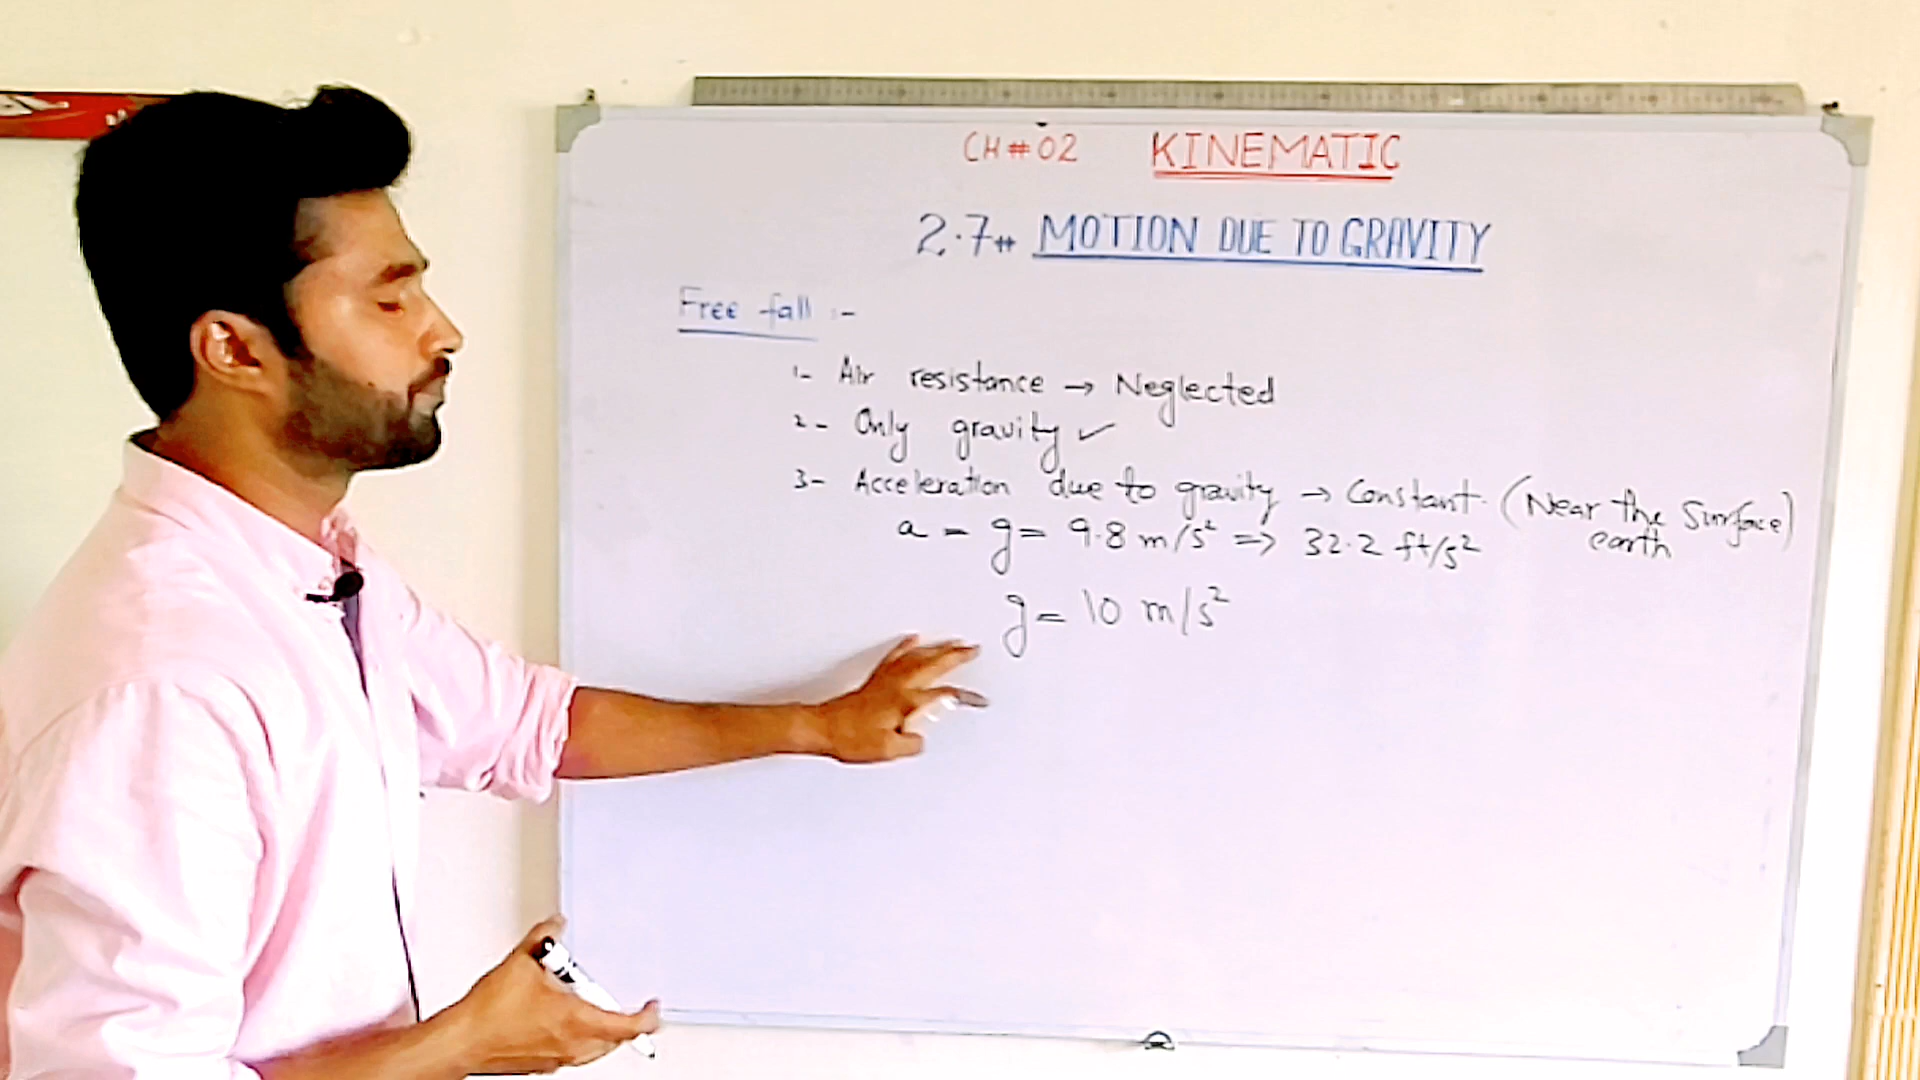 CH # 02 KINEMATIC
2.7# MOTION DUE TO GRAVITY
Free fall :-
1- Air resistance → Neglected
2- Only gravity ✓
3- Acceleration due to gravity → Constant. (Near the Surface)
earth
a = g = 9.8 m/s² => 32.2 ft/s²
g = 10 m/s²